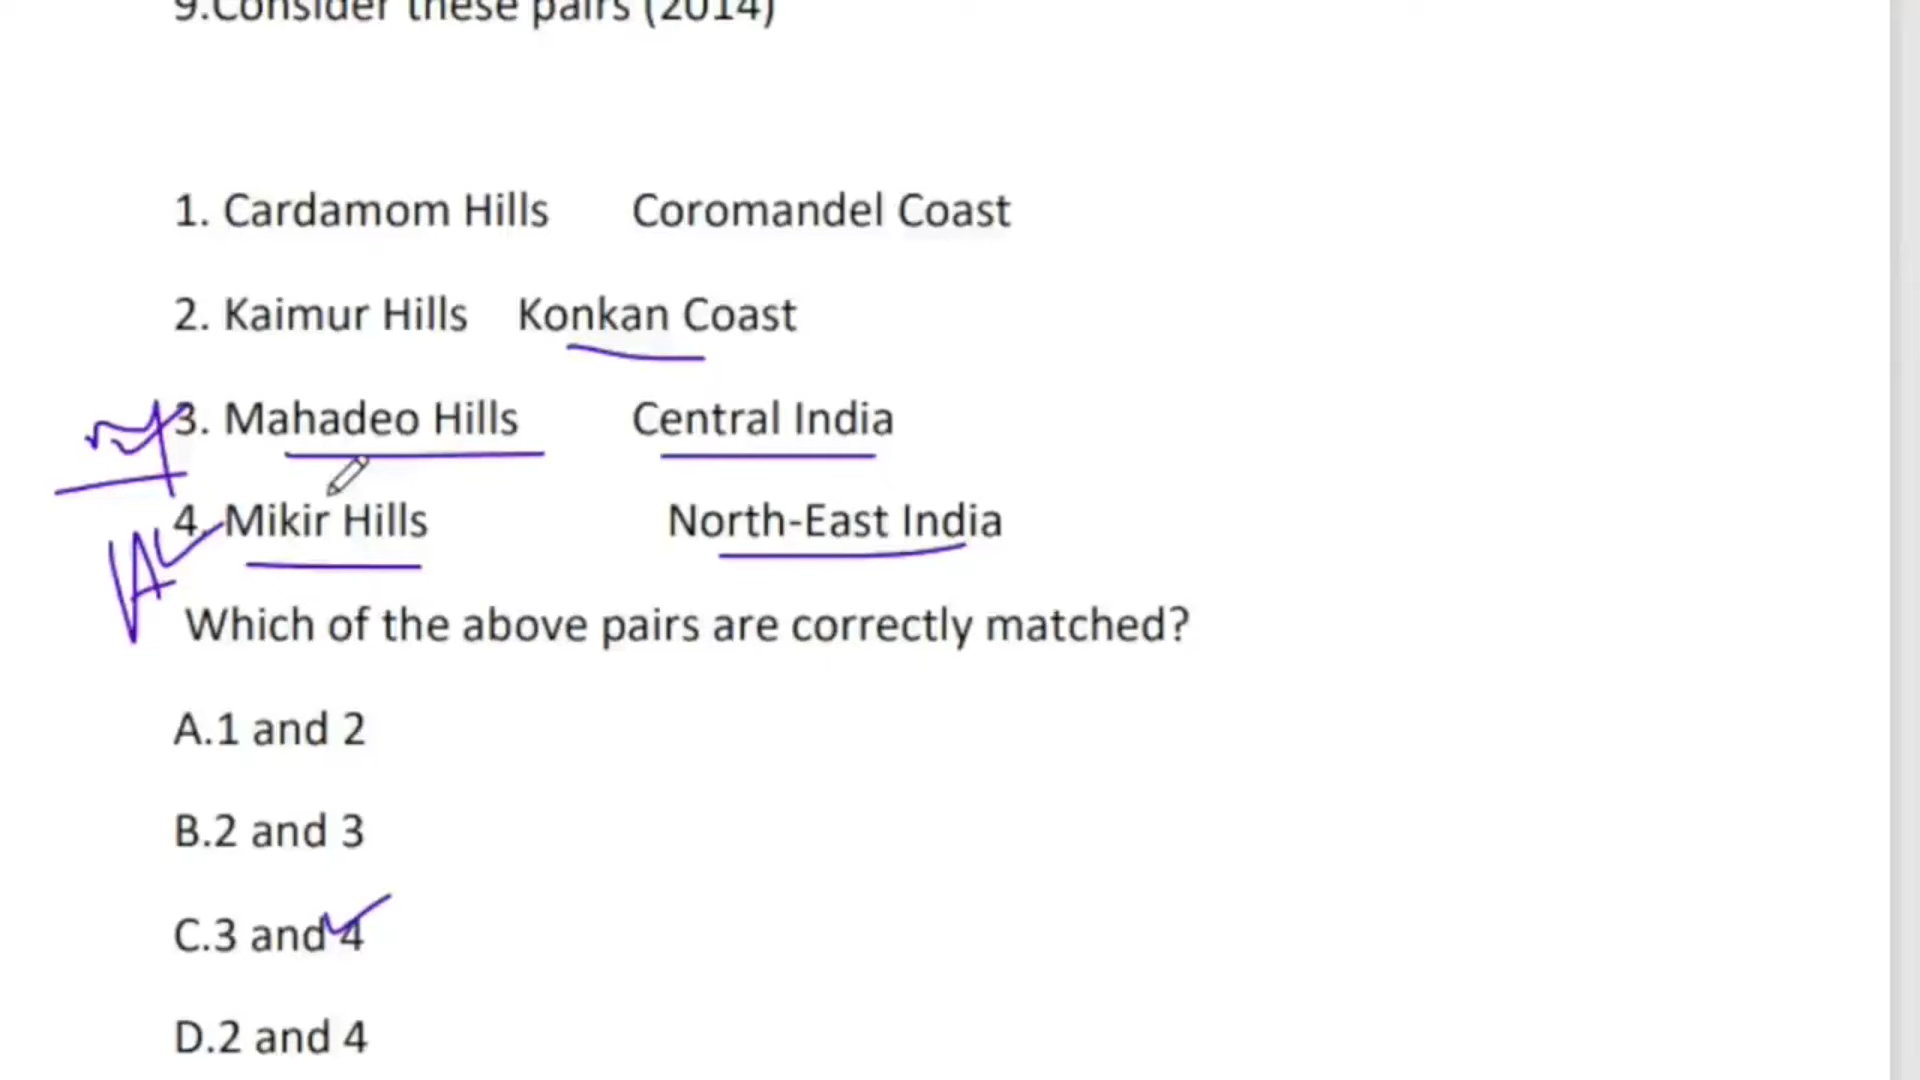 9.Consider these pairs (2014)
1. Cardamom Hills Coromandel Coast
2. Kaimur Hills Konkan Coast
3. Mahadeo Hills Central India
4. Mikir Hills North-East India
Which of the above pairs are correctly matched?
A.1 and 2
B.2 and 3
C.3 and 4
D.2 and 4